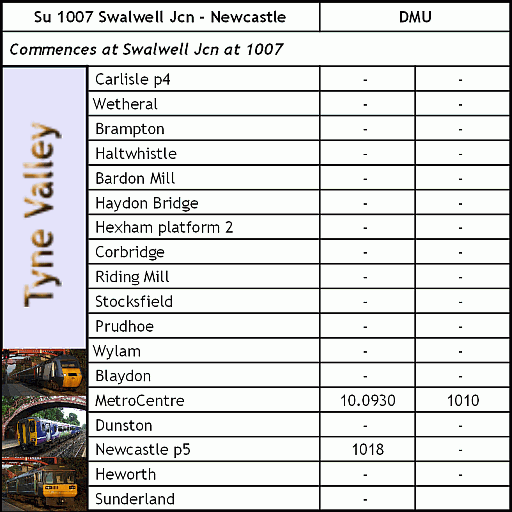 Su 1007 Swalwell Jcn - Newcastle DMU
Commences at Swalwell Jcn at 1007
Tyne Valley
Carlisle p4 - -
Wetheral - -
Brampton - -
Haltwhistle - -
Bardon Mill - -
Haydon Bridge - -
Hexham platform 2 - -
Corbridge - -
Riding Mill - -
Stocksfield - -
Prudhoe - -
Wylam - -
Blaydon - -
MetroCentre 10.0930 1010
Dunston - -
Newcastle p5 1018 -
Heworth - -
Sunderland -